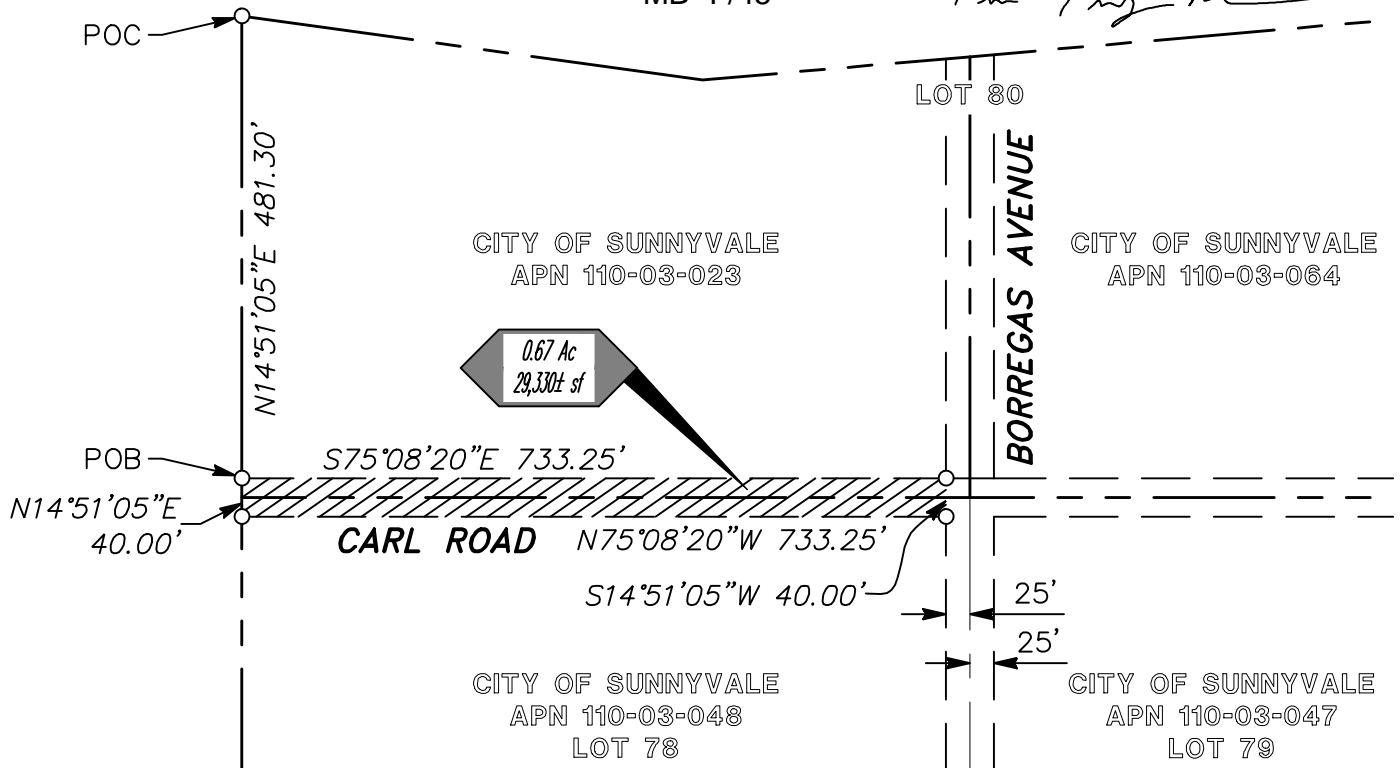 MB 1 / 43
POC
LOT 80
N14°51'05"E 481.30'
BORREGAS AVENUE
CITY OF SUNNYVALE
APN 110-03-023
CITY OF SUNNYVALE
APN 110-03-064
0.67 Ac
29,330± sf
POB
S75°08'20"E 733.25'
N14°51'05"E
40.00'
CARL ROAD
N75°08'20"W 733.25'
S14°51'05"W 40.00'
25'
25'
CITY OF SUNNYVALE
APN 110-03-048
LOT 78
CITY OF SUNNYVALE
APN 110-03-047
LOT 79